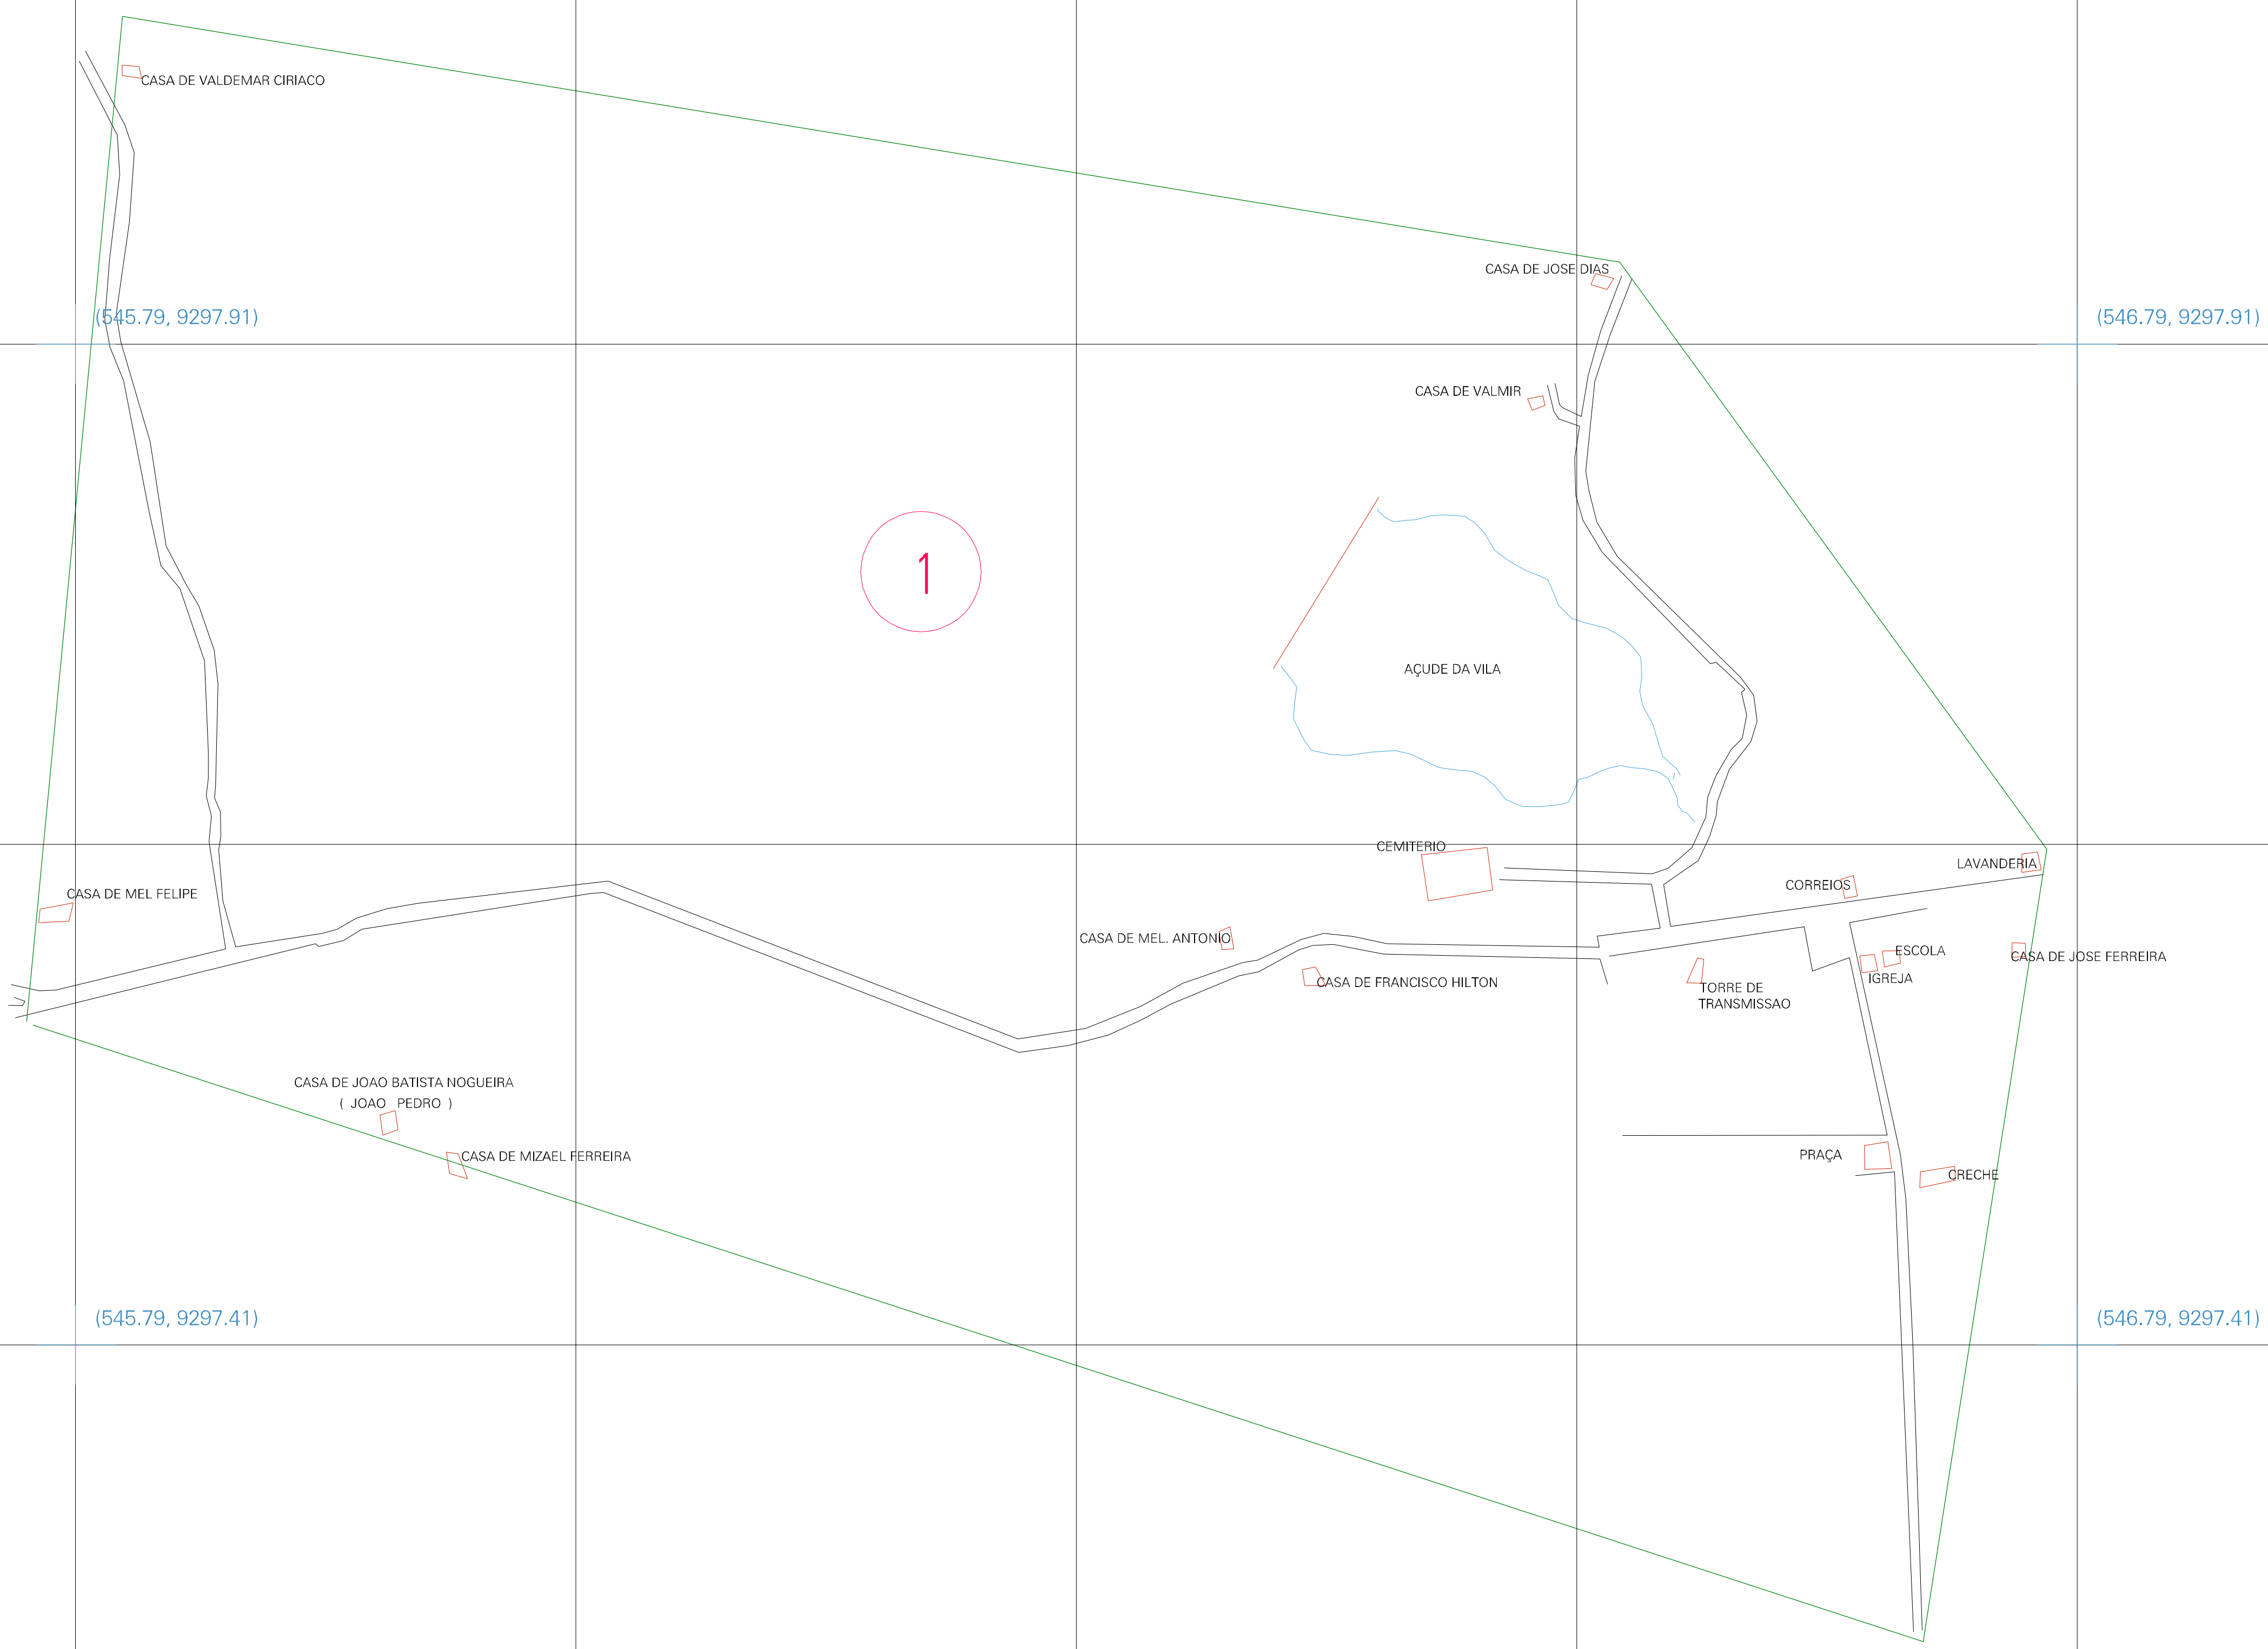 CASA DE VALDEMAR CIRIACO
CASA DE JOSE DIAS
(545.79, 9297.91)
(546.79, 9297.91)
CASA DE VALMIR
1
AÇUDE DA VILA
CEMITERIO
LAVANDERIA
CORREIOS
CASA DE MEL FELIPE
CASA DE MEL. ANTONIO
ESCOLA
CASA DE JOSE FERREIRA
IGREJA
CASA DE FRANCISCO HILTON
TORRE DE
TRANSMISSAO
CASA DE JOAO BATISTA NOGUEIRA
( JOAO PEDRO )
CASA DE MIZAEL FERREIRA
PRAÇA
CRECHE
(545.79, 9297.41)
(546.79, 9297.41)